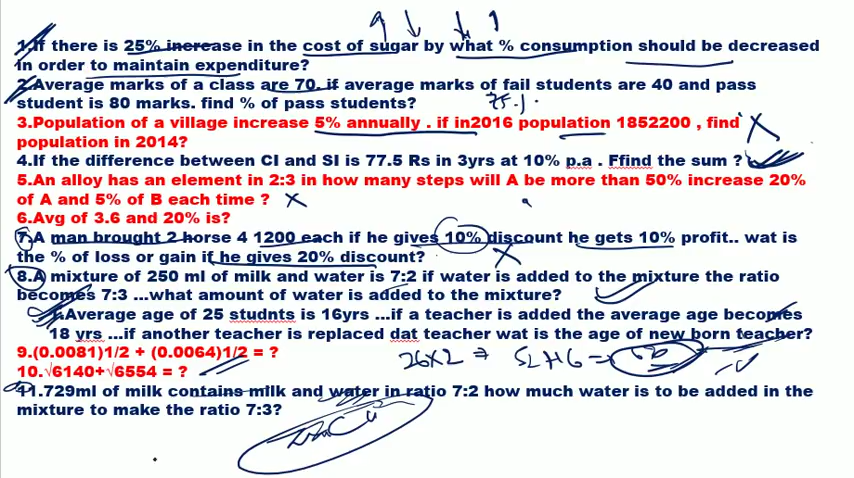 1.If there is 25% increase in the cost of sugar by what % consumption should be decreased
in order to maintain expenditure?
2.Average marks of a class are 70. if average marks of fail students are 40 and pass
student is 80 marks. find % of pass students?
3.Population of a village increase 5% annually . if in2016 population 1852200 , find
population in 2014?
4.If the difference between CI and SI is 77.5 Rs in 3yrs at 10% p.a . Ffind the sum ?
5.An alloy has an element in 2:3 in how many steps will A be more than 50% increase 20%
of A and 5% of B each time ?
6.Avg of 3.6 and 20% is?
7.A man brought 2 horse 4 1200 each if he gives 10% discount he gets 10% profit.. wat is
the % of loss or gain if he gives 20% discount?
8.A mixture of 250 ml of milk and water is 7:2 if water is added to the mixture the ratio
becomes 7:3 ...what amount of water is added to the mixture?
Average age of 25 studnts is 16yrs ...if a teacher is added the average age becomes
18 yrs ...if another teacher is replaced dat teacher wat is the age of new born teacher?
9.(0.0081)1/2 + (0.0064)1/2 = ?
26x2 = 52+16 =
10.√6140+√6554 = ?
11.729ml of milk contains milk and water in ratio 7:2 how much water is to be added in the
mixture to make the ratio 7:3?